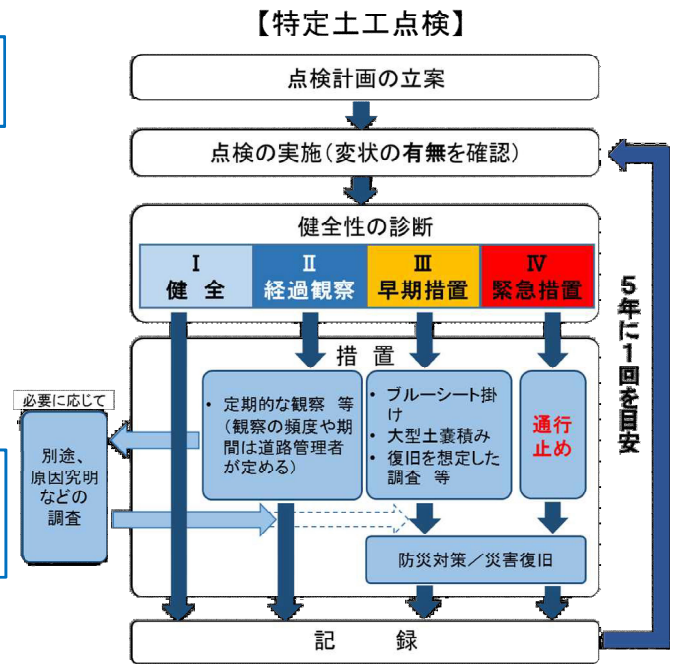 【特定土工点検】
点検計画の立案
点検の実施(変状の有無を確認)
健全性の診断
Ⅰ
健 全
Ⅱ
経過観察
Ⅲ
早期措置
Ⅳ
緊急措置
措 置
・ 定期的な観察 等
(観察の頻度や期
間は道路管理者
が定める)
・ ブルーシート掛
け
・ 大型土嚢積み
・ 復旧を想定した
調査 等
通行
止め
必要に応じて
別途、
原因究明
などの
調査
防災対策/災害復旧
記 録
5年に1回を目安